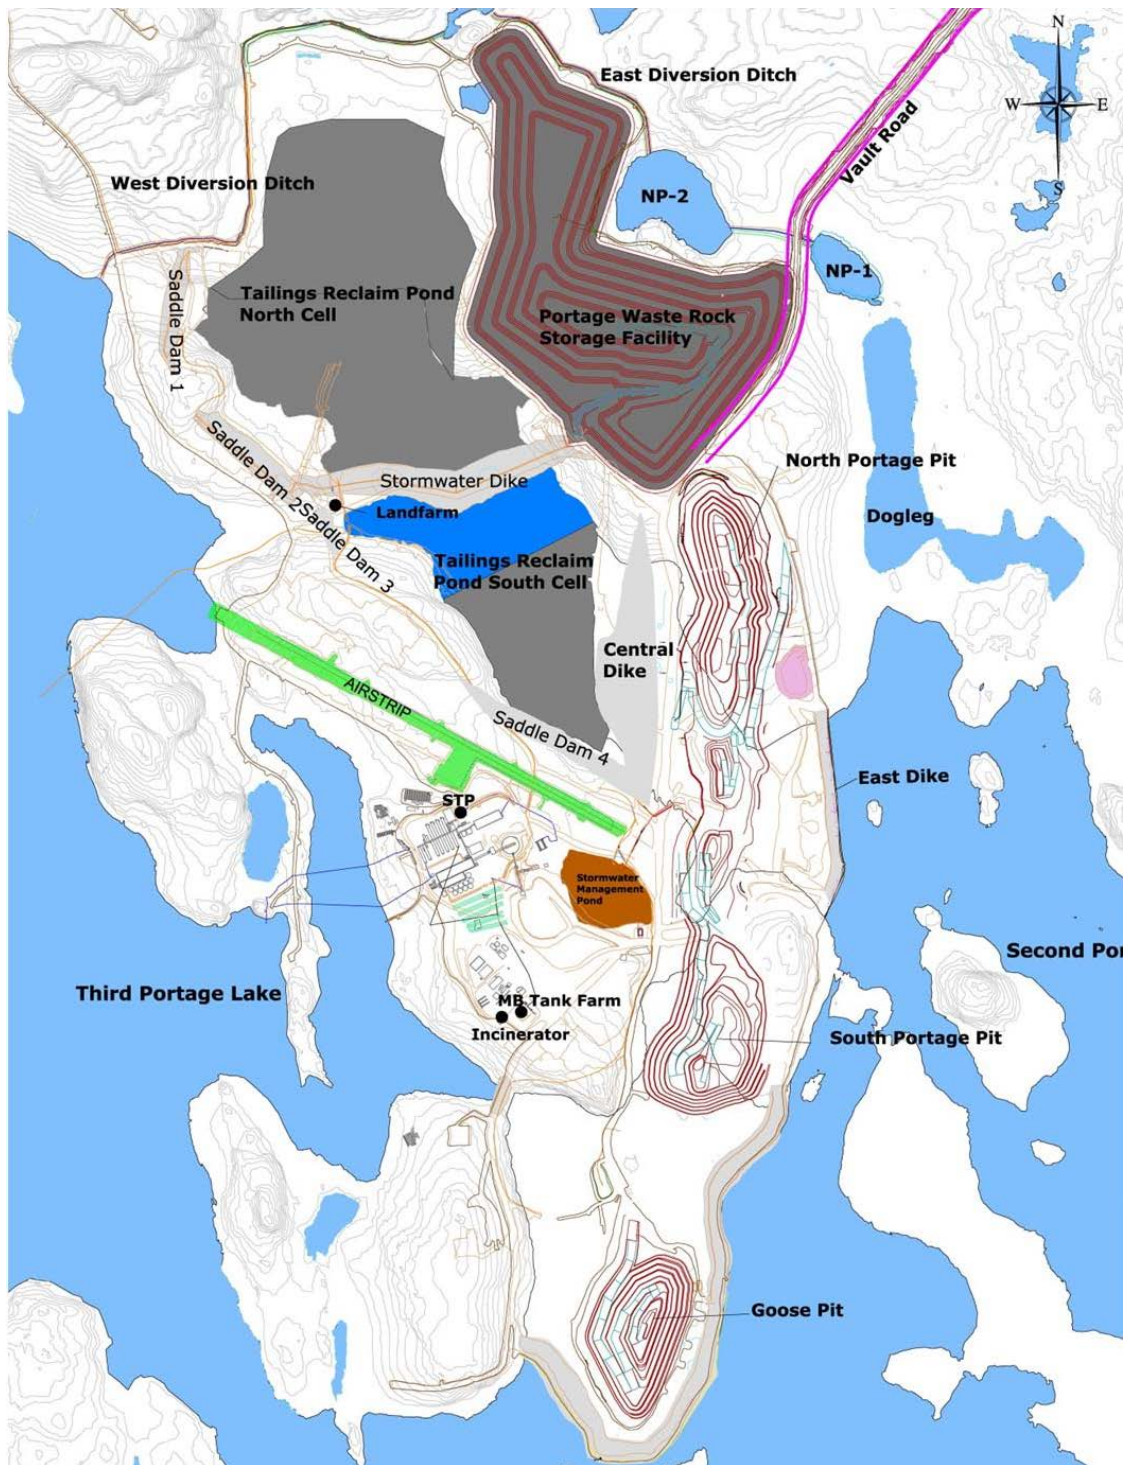 N
W
E
S
East Diversion Ditch
Vault Road
West Diversion Ditch
NP-2
NP-1
Saddle Dam 1
Tailings Reclaim Pond
North Cell
Portage Waste Rock
Storage Facility
Saddle Dam 2
Stormwater Dike
North Portage Pit
Landfarm
Dogleg
Saddle Dam 3
Tailings Reclaim
Pond South Cell
Central
Dike
AIRSTRIP
Saddle Dam 4
East Dike
STP
Stormwater
Management
Pond
Second Por
Third Portage Lake
MB Tank Farm
Incinerator
South Portage Pit
Goose Pit